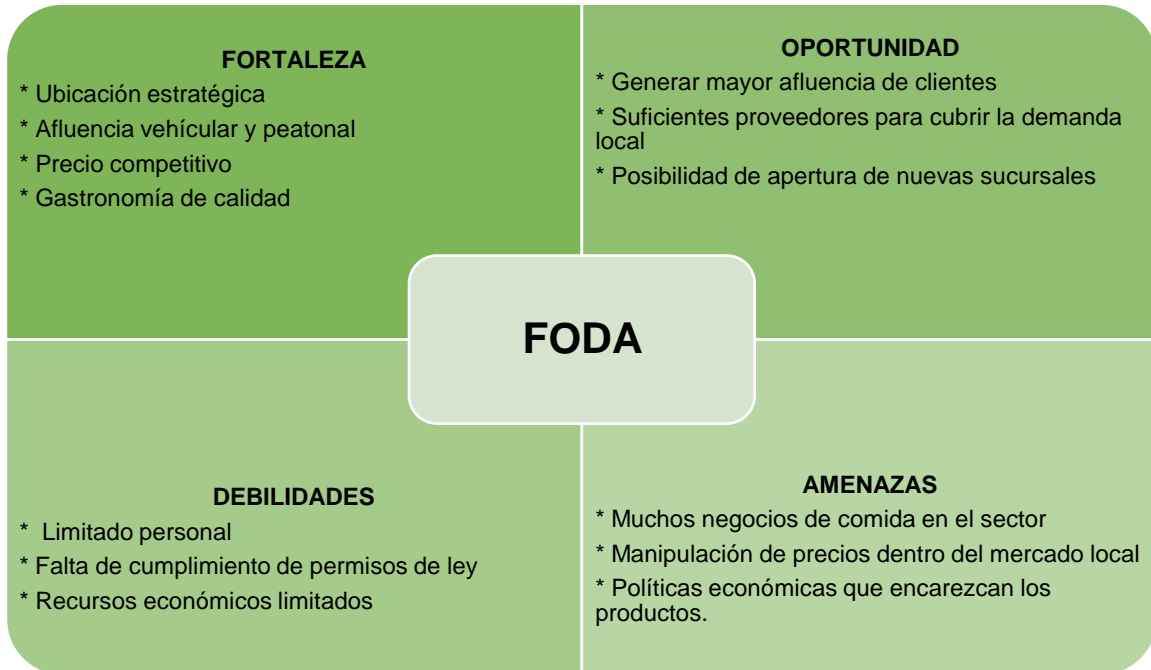 FORTALEZA
* Ubicación estratégica
* Afluencia vehícular y peatonal
* Precio competitivo
* Gastronomía de calidad
OPORTUNIDAD
* Generar mayor afluencia de clientes
* Suficientes proveedores para cubrir la demanda
local
* Posibilidad de apertura de nuevas sucursales
FODA
DEBILIDADES
* Limitado personal
* Falta de cumplimiento de permisos de ley
* Recursos económicos limitados
AMENAZAS
* Muchos negocios de comida en el sector
* Manipulación de precios dentro del mercado local
* Políticas económicas que encarezcan los
productos.